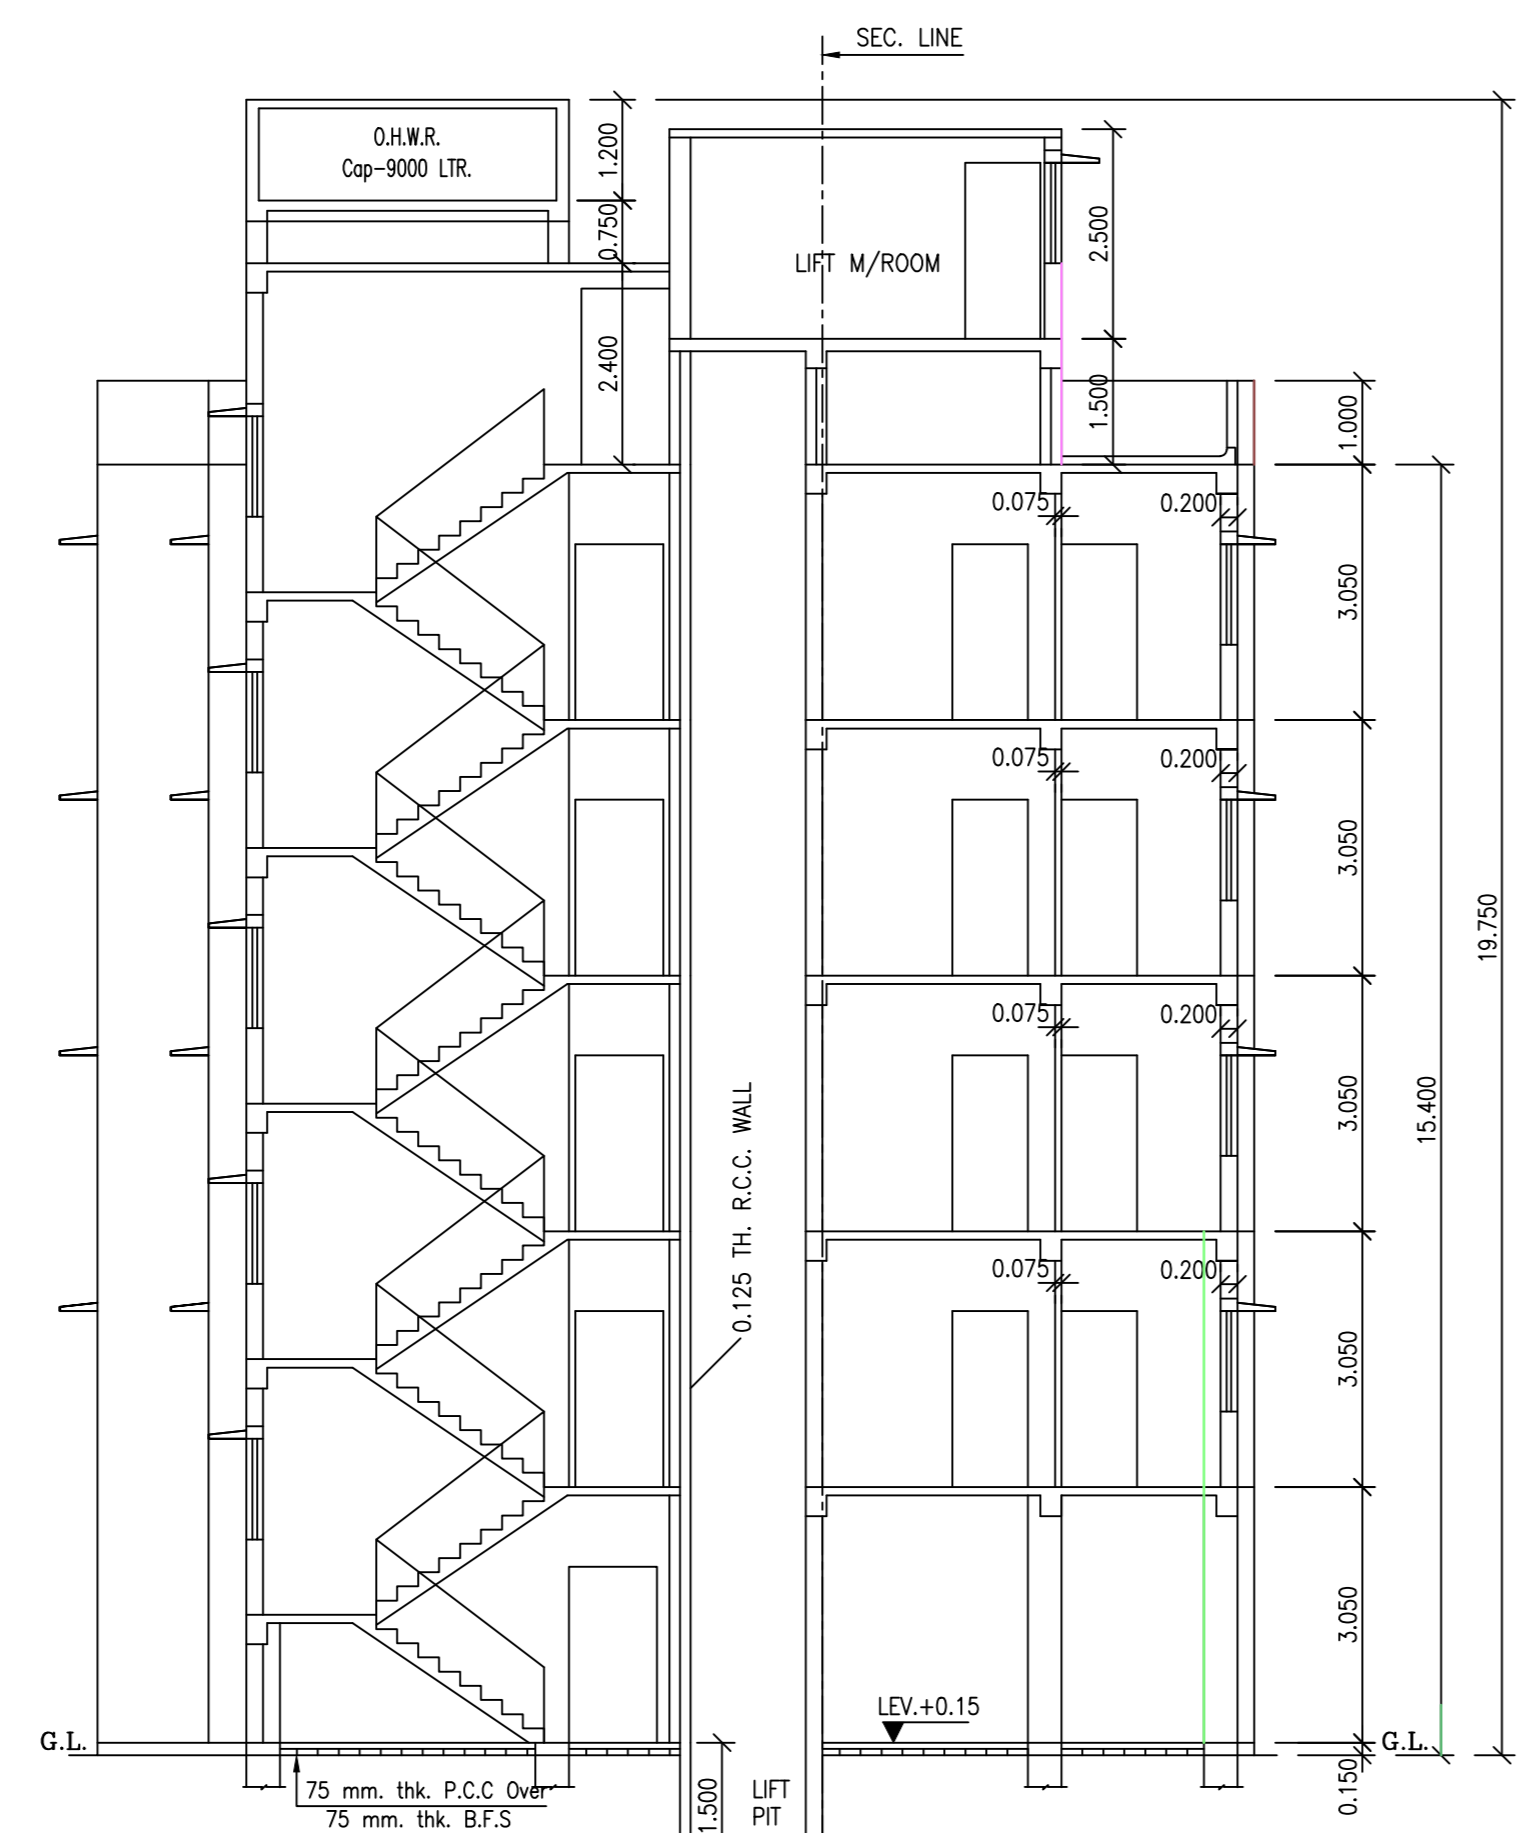 SEC. LINE
O.H.W.R.
Cap-9000 LTR.
1.200
0.750
2.500
LIFT M/ROOM
2.400
1.500
1.000
0.075
0.200
3.050
0.075
0.200
3.050
19.750
0.075
0.200
3.050
15.400
0.125 TH. R.C.C. WALL
0.075
0.200
3.050
3.050
LEV.+0.15
G.L.
G.L.
0.150
75 mm. thk. P.C.C Over
75 mm. thk. B.F.S
1.500
LIFT
PIT